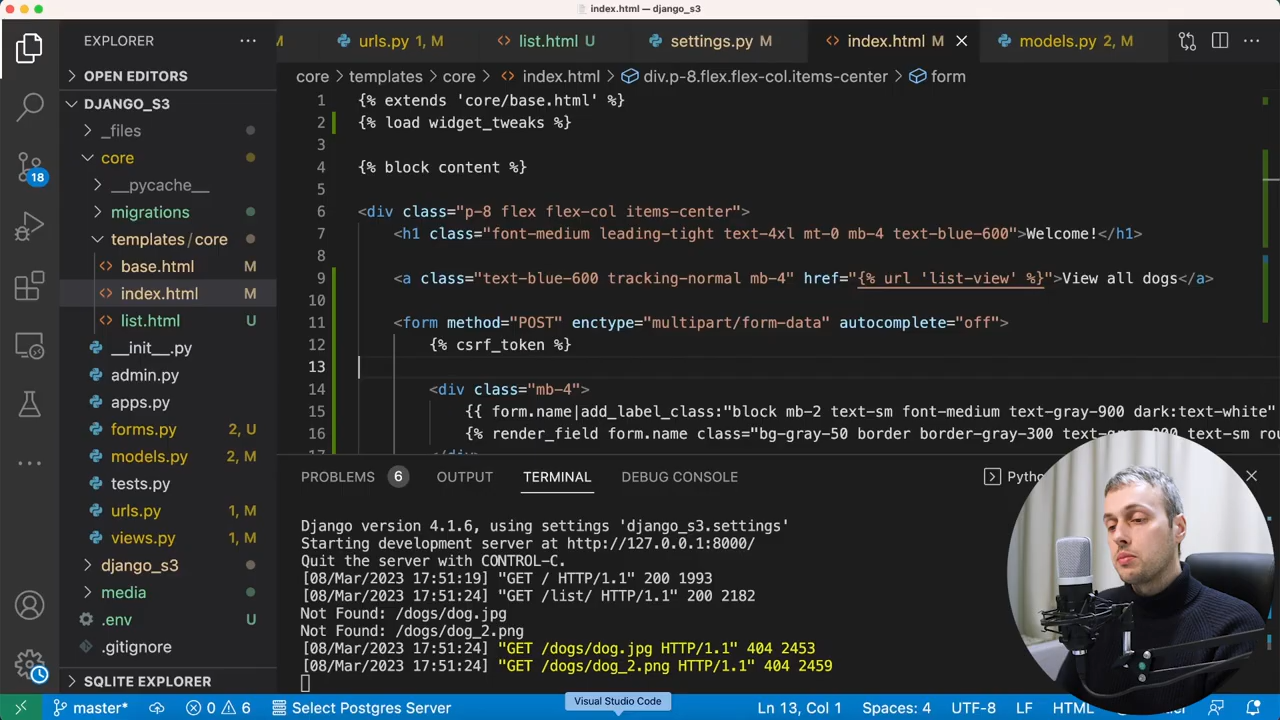 index.html — django_s3
EXPLORER
urls.py 1, M
list.html U
settings.py M
index.html M
models.py 2, M
OPEN EDITORS
core > templates > core > index.html > div.p-8.flex.flex-col.items-center > form
DJANGO_S3
_files
core
__pycache__
migrations
templates/core
base.html M
index.html M
list.html U
__init__.py
admin.py
apps.py
forms.py 2, U
models.py 2, M
tests.py
urls.py 1, M
views.py 1, M
django_s3
media
.env U
.gitignore
SQLITE EXPLORER
18
1 {% extends 'core/base.html' %}
2 {% load widget_tweaks %}
3
4 {% block content %}
5
6 <div class="p-8 flex flex-col items-center">
7 <h1 class="font-medium leading-tight text-4xl mt-0 mb-4 text-blue-600">Welcome!</h1>
8
9 <a class="text-blue-600 tracking-normal mb-4" href="{% url 'list-view' %}">View all dogs</a>
10
11 <form method="POST" enctype="multipart/form-data" autocomplete="off">
12 {% csrf_token %}
13
14 <div class="mb-4">
15 {{ form.name|add_label_class:"block mb-2 text-sm font-medium text-gray-900 dark:text-white"
16 {% render_field form.name class="bg-gray-50 border border-gray-300 text-gray-900 text-sm rou
17 </div>
PROBLEMS 6 OUTPUT TERMINAL DEBUG CONSOLE
Pytho
Django version 4.1.6, using settings 'django_s3.settings'
Starting development server at http://127.0.0.1:8000/
Quit the server with CONTROL-C.
[08/Mar/2023 17:51:19] "GET / HTTP/1.1" 200 1993
[08/Mar/2023 17:51:24] "GET /list/ HTTP/1.1" 200 2182
Not Found: /dogs/dog.jpg
Not Found: /dogs/dog_2.png
[08/Mar/2023 17:51:24] "GET /dogs/dog.jpg HTTP/1.1" 404 2453
[08/Mar/2023 17:51:24] "GET /dogs/dog_2.png HTTP/1.1" 404 2459
Visual Studio Code
master* 0 6 Select Postgres Server Ln 13, Col 1 Spaces: 4 UTF-8 LF HTML